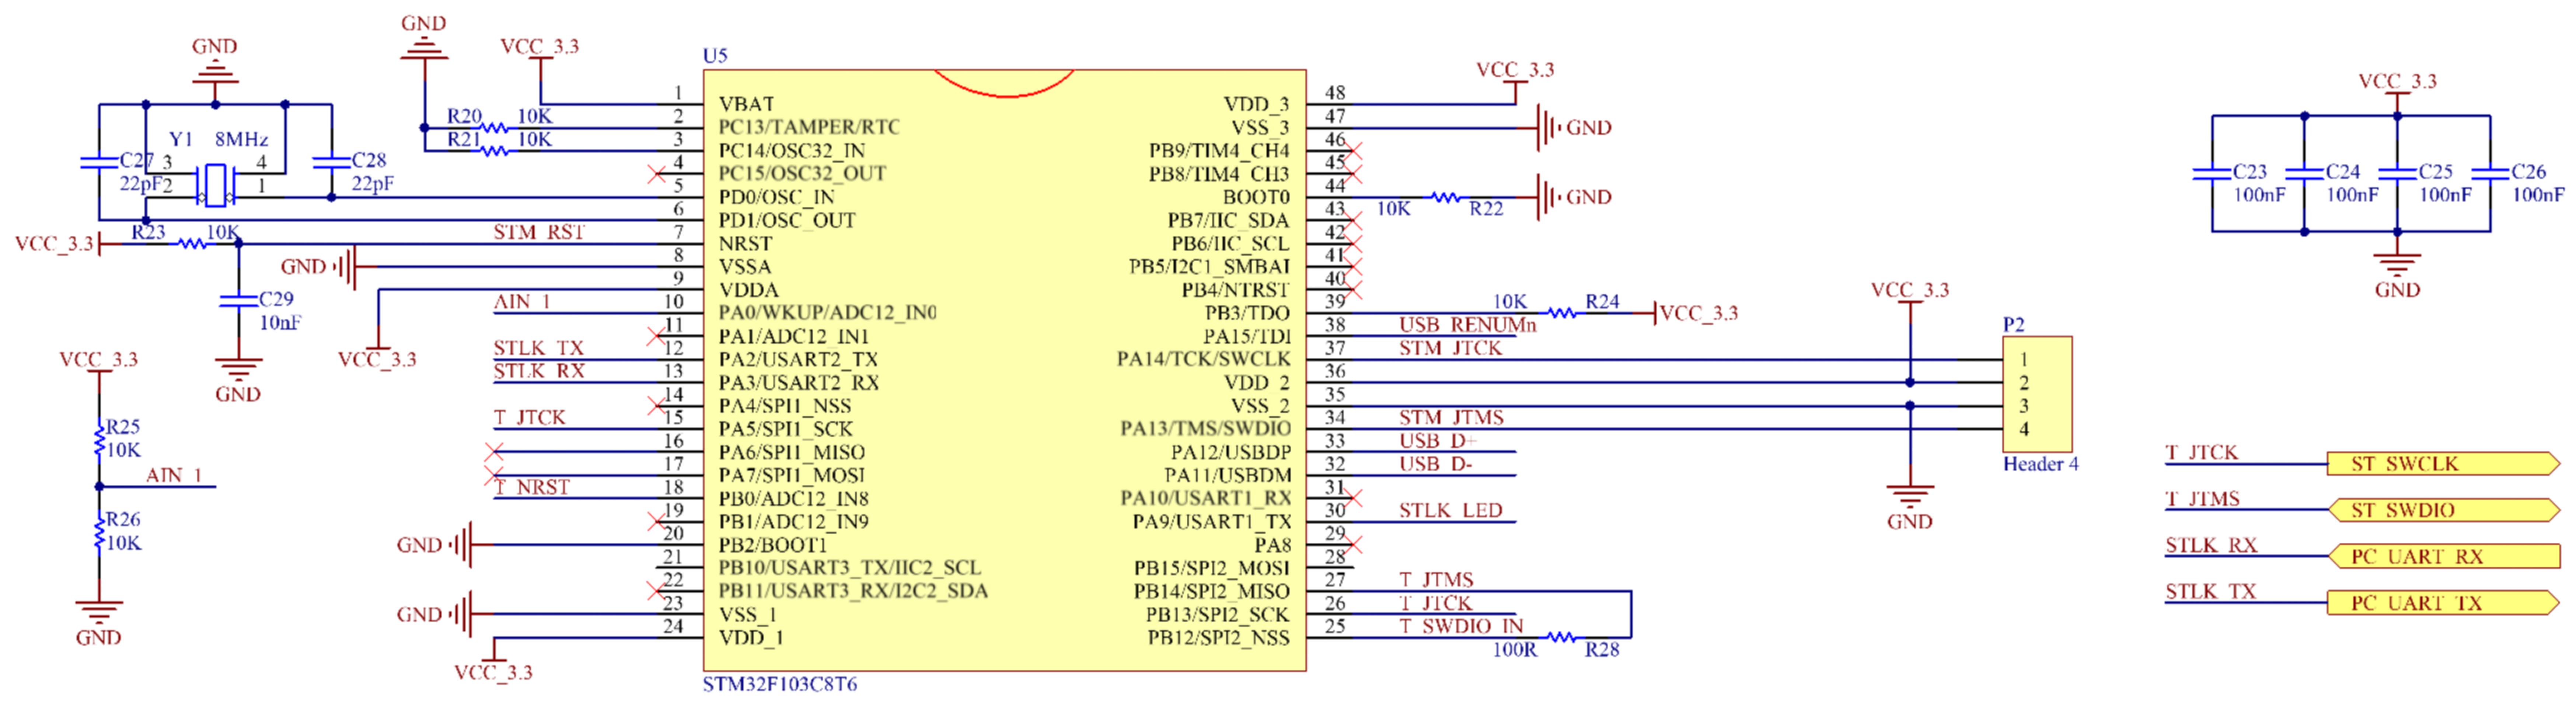 GND
GND
VCC_3.3
Y1 8MHz
C27
22pF
3
2
4
1
C28
22pF
R20 10K
R21 10K
VCC_3.3
R23 10K
STM_RST
C29
10nF
GND
GND
VCC_3.3
VCC_3.3
R25
10K
AIN_1
R26
10K
GND
AIN_1
STLK_TX
STLK_RX
T_JTCK
T_NRST
GND
GND
VCC_3.3
U5
1 VBAT
2 PC13/TAMPER/RTC
3 PC14/OSC32_IN
4 PC15/OSC32_OUT
5 PD0/OSC_IN
6 PD1/OSC_OUT
7 NRST
8 VSSA
9 VDDA
10 PA0/WKUP/ADC12_IN0
11 PA1/ADC12_IN1
12 PA2/USART2_TX
13 PA3/USART2_RX
14 PA4/SPI1_NSS
15 PA5/SPI1_SCK
16 PA6/SPI1_MISO
17 PA7/SPI1_MOSI
18 PB0/ADC12_IN8
19 PB1/ADC12_IN9
20 PB2/BOOT1
21 PB10/USART3_TX/IIC2_SCL
22 PB11/USART3_RX/I2C2_SDA
23 VSS_1
24 VDD_1
VDD_3 48
VSS_3 47
PB9/TIM4_CH4 46
PB8/TIM4_CH3 45
BOOT0 44
PB7/IIC_SDA 43
PB6/IIC_SCL 42
PB5/I2C1_SMBAI 41
PB4/NTRST 40
PB3/TDO 39
PA15/TDI 38
PA14/TCK/SWCLK 37
VDD_2 36
VSS_2 35
PA13/TMS/SWDIO 34
PA12/USBDP 33
PA11/USBDM 32
PA10/USART1_RX 31
PA9/USART1_TX 30
PA8 29
PB15/SPI2_MOSI 28
PB14/SPI2_MISO 27
PB13/SPI2_SCK 26
PB12/SPI2_NSS 25
STM32F103C8T6
VCC_3.3
GND
10K R22
GND
10K R24
VCC_3.3
USB_RENUMn
STM_JTCK
STM_JTMS
USB_D+
USB_D-
STLK_LED
T_JTMS
T_JTCK
T_SWDIO_IN
100R R28
VCC_3.3
GND
P2
1
2
3
4
Header 4
VCC_3.3
C23
100nF
C24
100nF
C25
100nF
C26
100nF
GND
T_JTCK ST_SWCLK
T_JTMS ST_SWDIO
STLK_RX PC_UART_RX
STLK_TX PC_UART_TX